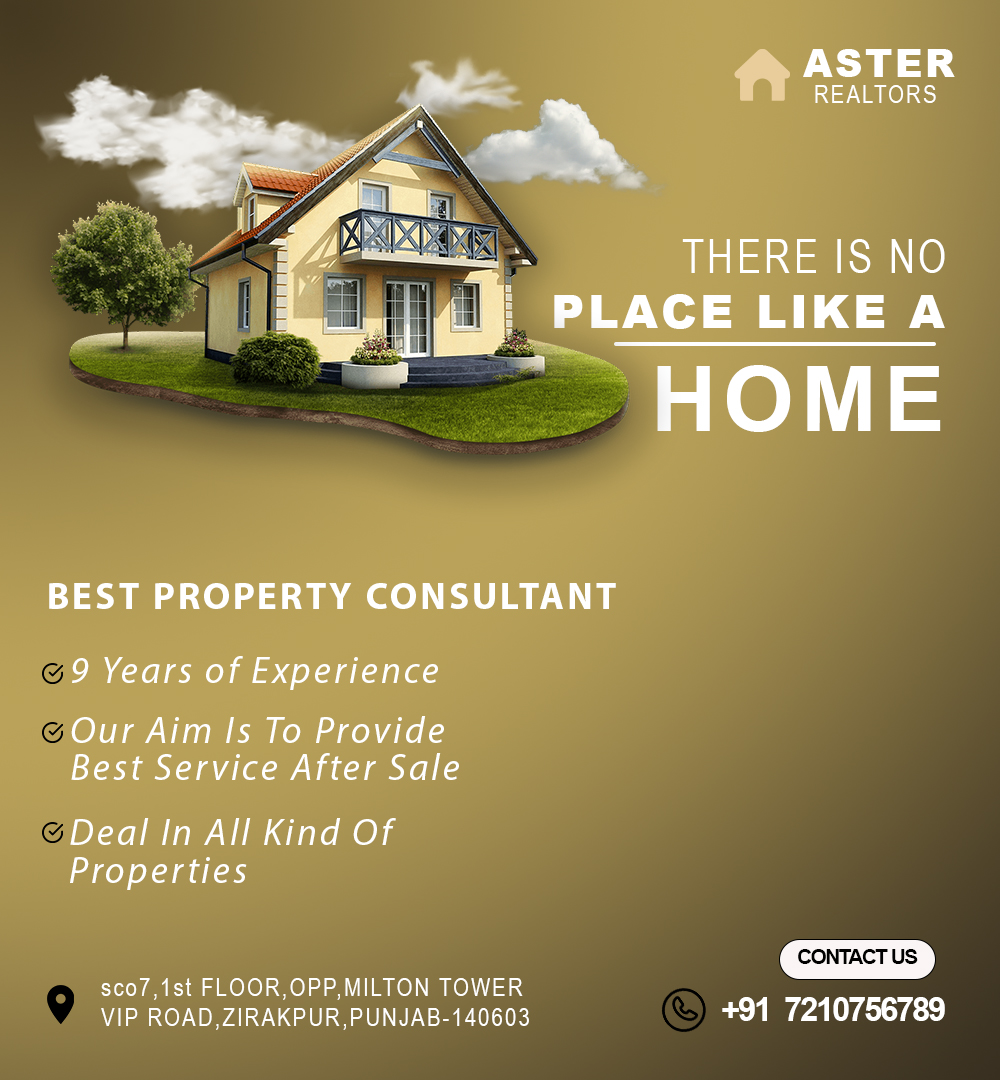 ASTER
REALTORS
THERE IS NO
PLACE LIKE A
HOME
BEST PROPERTY CONSULTANT
9 Years of Experience
Our Aim Is To Provide
Best Service After Sale
Deal In All Kind Of
Properties
sco7,1st FLOOR,OPP,MILTON TOWER
VIP ROAD,ZIRAKPUR,PUNJAB-140603
CONTACT US
+91 7210756789